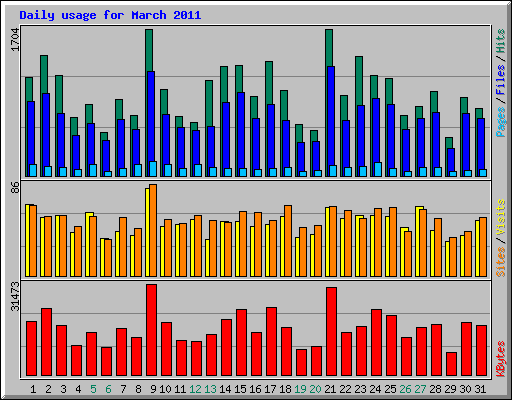 Daily usage for March 2011
1704
Pages / Files / Hits
86
Sites / Visits
31473
KBytes
1 2 3 4 5 6 7 8 9 10 11 12 13 14 15 16 17 18 19 20 21 22 23 24 25 26 27 28 29 30 31